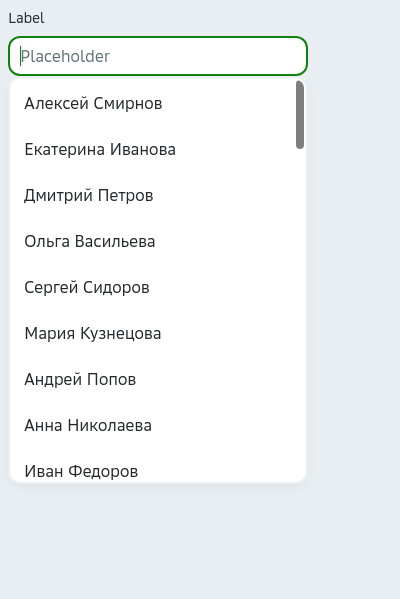 Label
Placeholder
Алексей Смирнов
Екатерина Иванова
Дмитрий Петров
Ольга Васильева
Сергей Сидоров
Мария Кузнецова
Андрей Попов
Анна Николаева
Иван Федоров